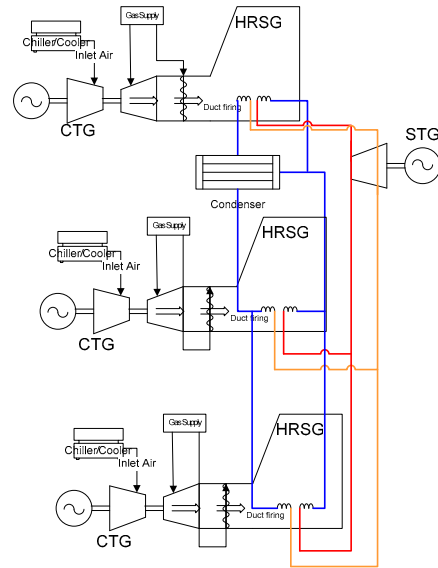 Gas Supply
HRSG
Chiller/Cooler
Inlet Air
Duct firing
CTG
STG
Condenser
Gas Supply
HRSG
Chiller/Cooler
Inlet Air
Duct firing
CTG
Gas Supply
HRSG
Chiller/Cooler
Inlet Air
Duct firing
CTG